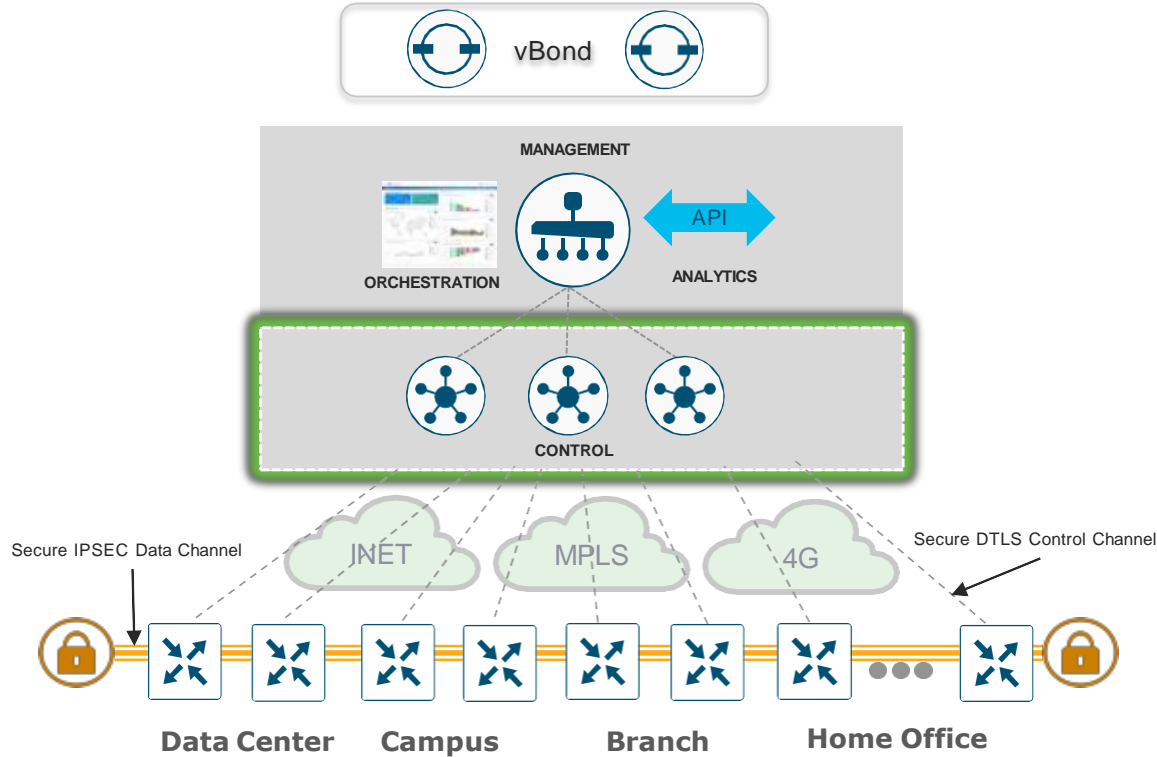 vBond
MANAGEMENT
API
ORCHESTRATION
ANALYTICS
CONTROL
INET
MPLS
4G
Secure IPSEC Data Channel
Secure DTLS Control Channel
Data Center
Campus
Branch
Home Office